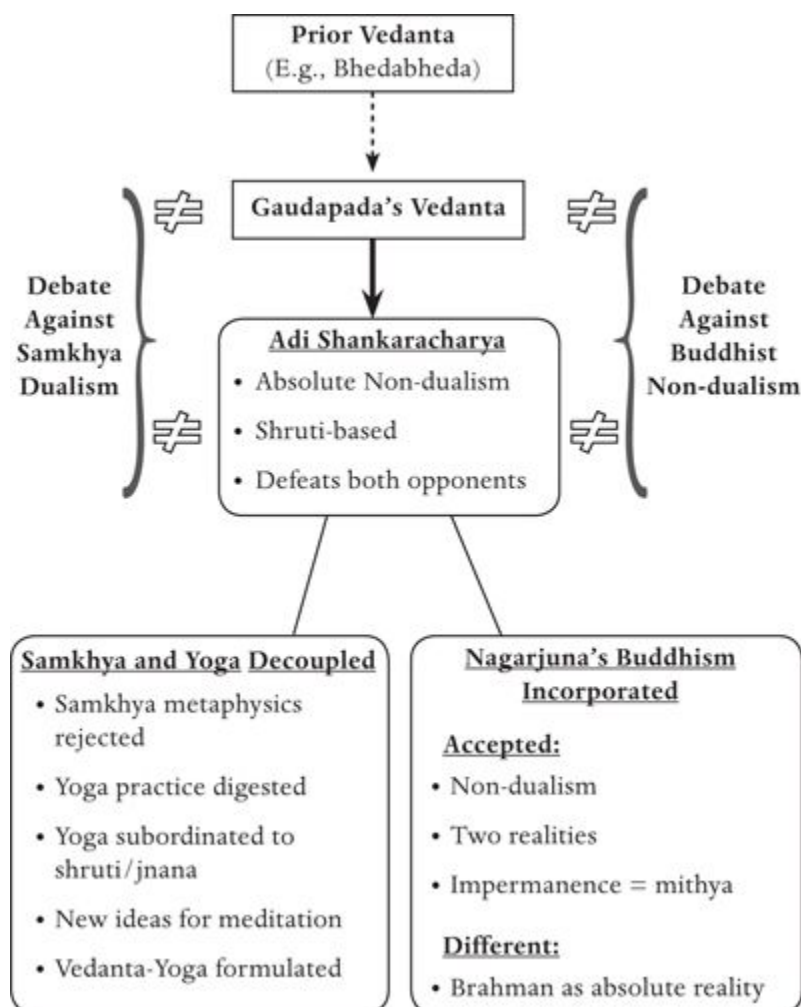 Prior Vedanta
(E.g., Bhedabheda)
≠
Gaudapada's Vedanta
≠
Debate
Against
Samkhya
Dualism
Adi Shankaracharya
• Absolute Non-dualism
• Shruti-based
• Defeats both opponents
≠
≠
Debate
Against
Buddhist
Non-dualism
Samkhya and Yoga Decoupled
• Samkhya metaphysics
rejected
• Yoga practice digested
• Yoga subordinated to
shruti/jnana
• New ideas for meditation
• Vedanta-Yoga formulated
Nagarjuna's Buddhism
Incorporated
Accepted:
• Non-dualism
• Two realities
• Impermanence = mithya
Different:
• Brahman as absolute reality